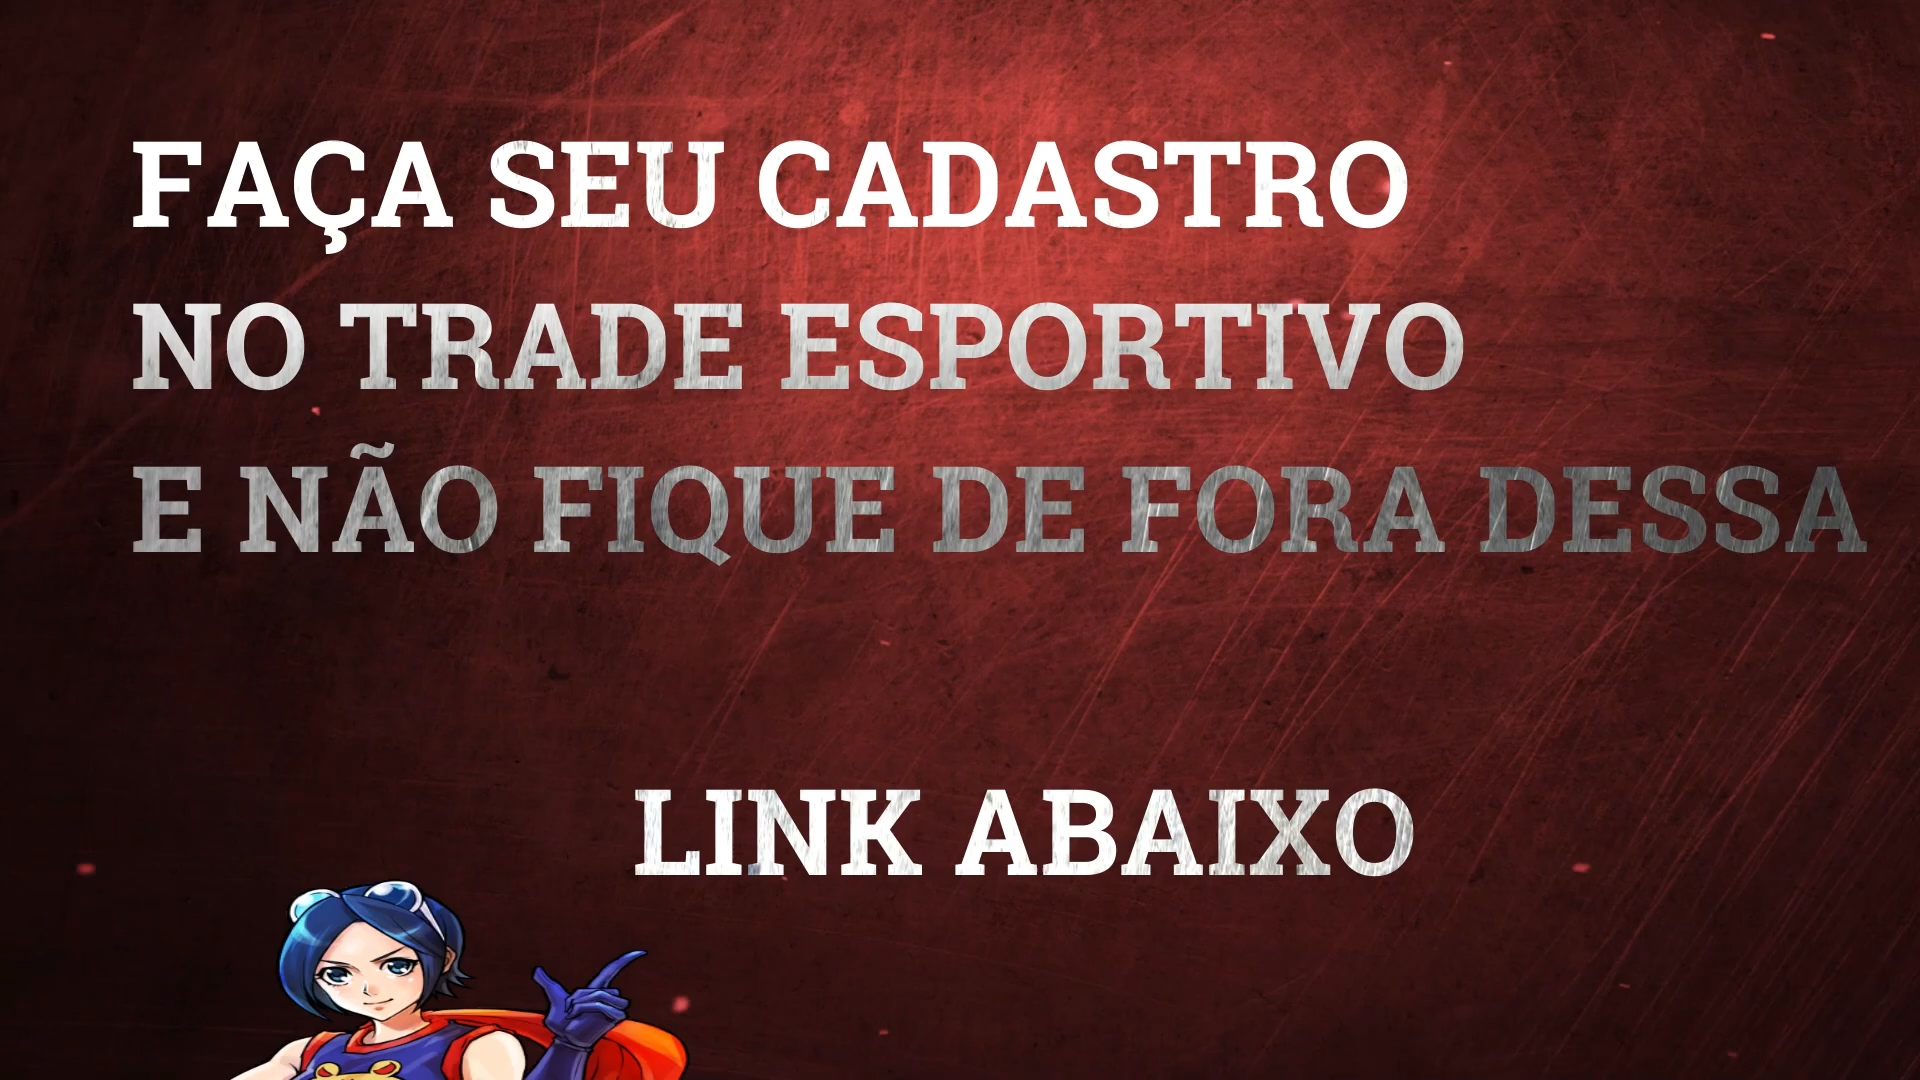 FAÇA SEU CADASTRO
NO TRADE ESPORTIVO
E NÃO FIQUE DE FORA DESSA
LINK ABAIXO